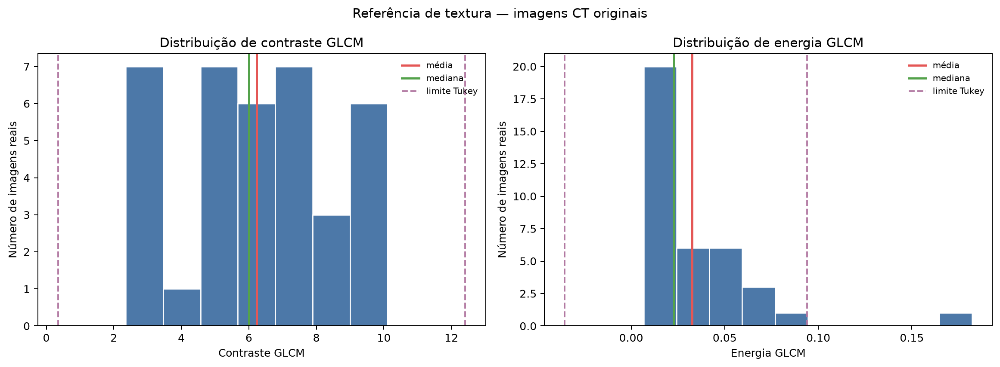 Referência de textura — imagens CT originais
Distribuição de contraste GLCM
Número de imagens reais
7
6
5
4
3
2
1
0
0 2 4 6 8 10 12
Contraste GLCM
média
mediana
limite Tukey
Distribuição de energia GLCM
Número de imagens reais
20.0
17.5
15.0
12.5
10.0
7.5
5.0
2.5
0.0
0.00 0.05 0.10 0.15
Energia GLCM
média
mediana
limite Tukey